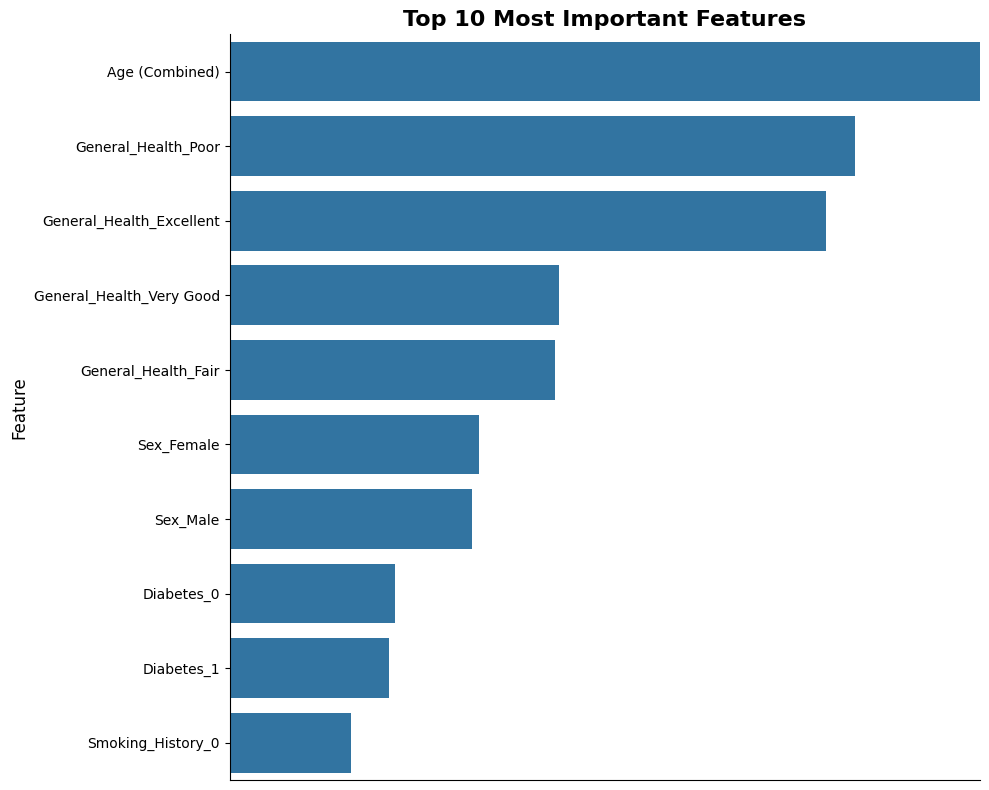 Top 10 Most Important Features
Age (Combined)
General_Health_Poor
General_Health_Excellent
General_Health_Very Good
General_Health_Fair
Sex_Female
Sex_Male
Diabetes_0
Diabetes_1
Smoking_History_0
Feature